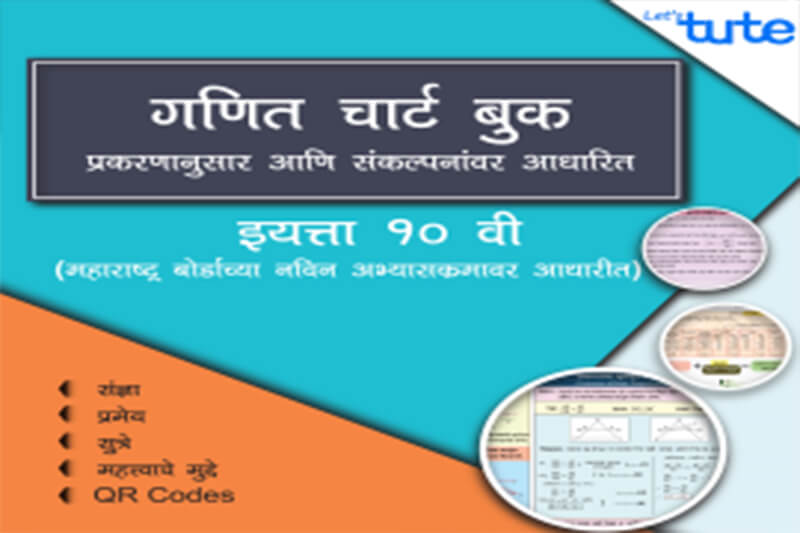 Let's tute
गणित चार्ट बुक
प्रकरणानुसार आणि संकल्पनांवर आधारित
इयत्ता १० वी
(महाराष्ट्र बोर्डाच्या नविन अभ्यासक्रमावर आधारीत)
संज्ञा
प्रमेय
सुत्रे
महत्त्वाचे मुद्दे
QR Codes